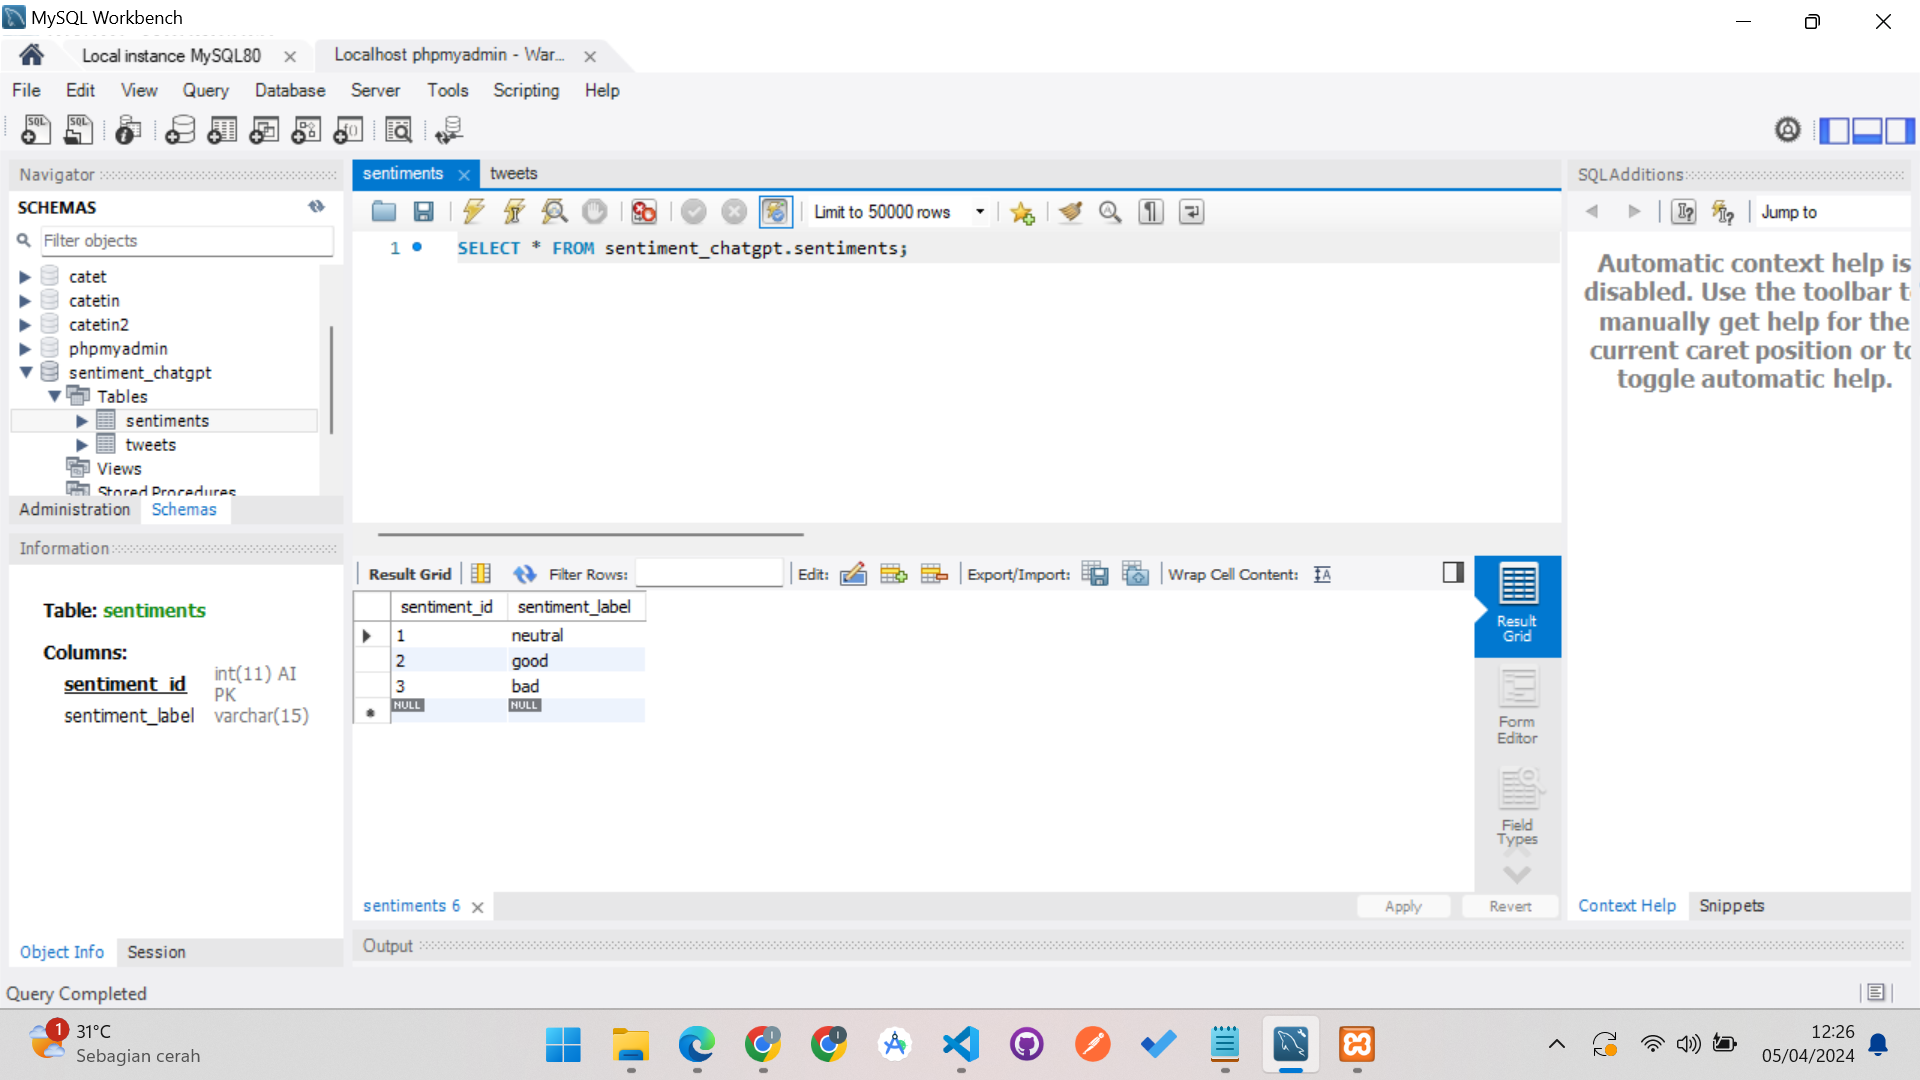 MySQL Workbench
Local instance MySQL80
Localhost phpmyadmin - War...
File Edit View Query Database Server Tools Scripting Help
Navigator
SCHEMAS
Filter objects
catet
catetin
catetin2
phpmyadmin
sentiment_chatgpt
Tables
sentiments
tweets
Views
Stored Procedures
Administration Schemas
Information
Table: sentiments
Columns:
sentiment_id int(11) AI PK
sentiment_label varchar(15)
Object Info Session
Query Completed
sentiments tweets
Limit to 50000 rows
1 SELECT * FROM sentiment_chatgpt.sentiments;
Result Grid Filter Rows: Edit: Export/Import: Wrap Cell Content:
sentiment_id sentiment_label
1 neutral
2 good
3 bad
NULL NULL
Result Grid
Form Editor
Field Types
sentiments 6
Apply Revert
Output
SQLAdditions
Jump to
Automatic context help is
disabled. Use the toolbar t
manually get help for the
current caret position or to
toggle automatic help.
Context Help Snippets
1
31°C
Sebagian cerah
12:26
05/04/2024